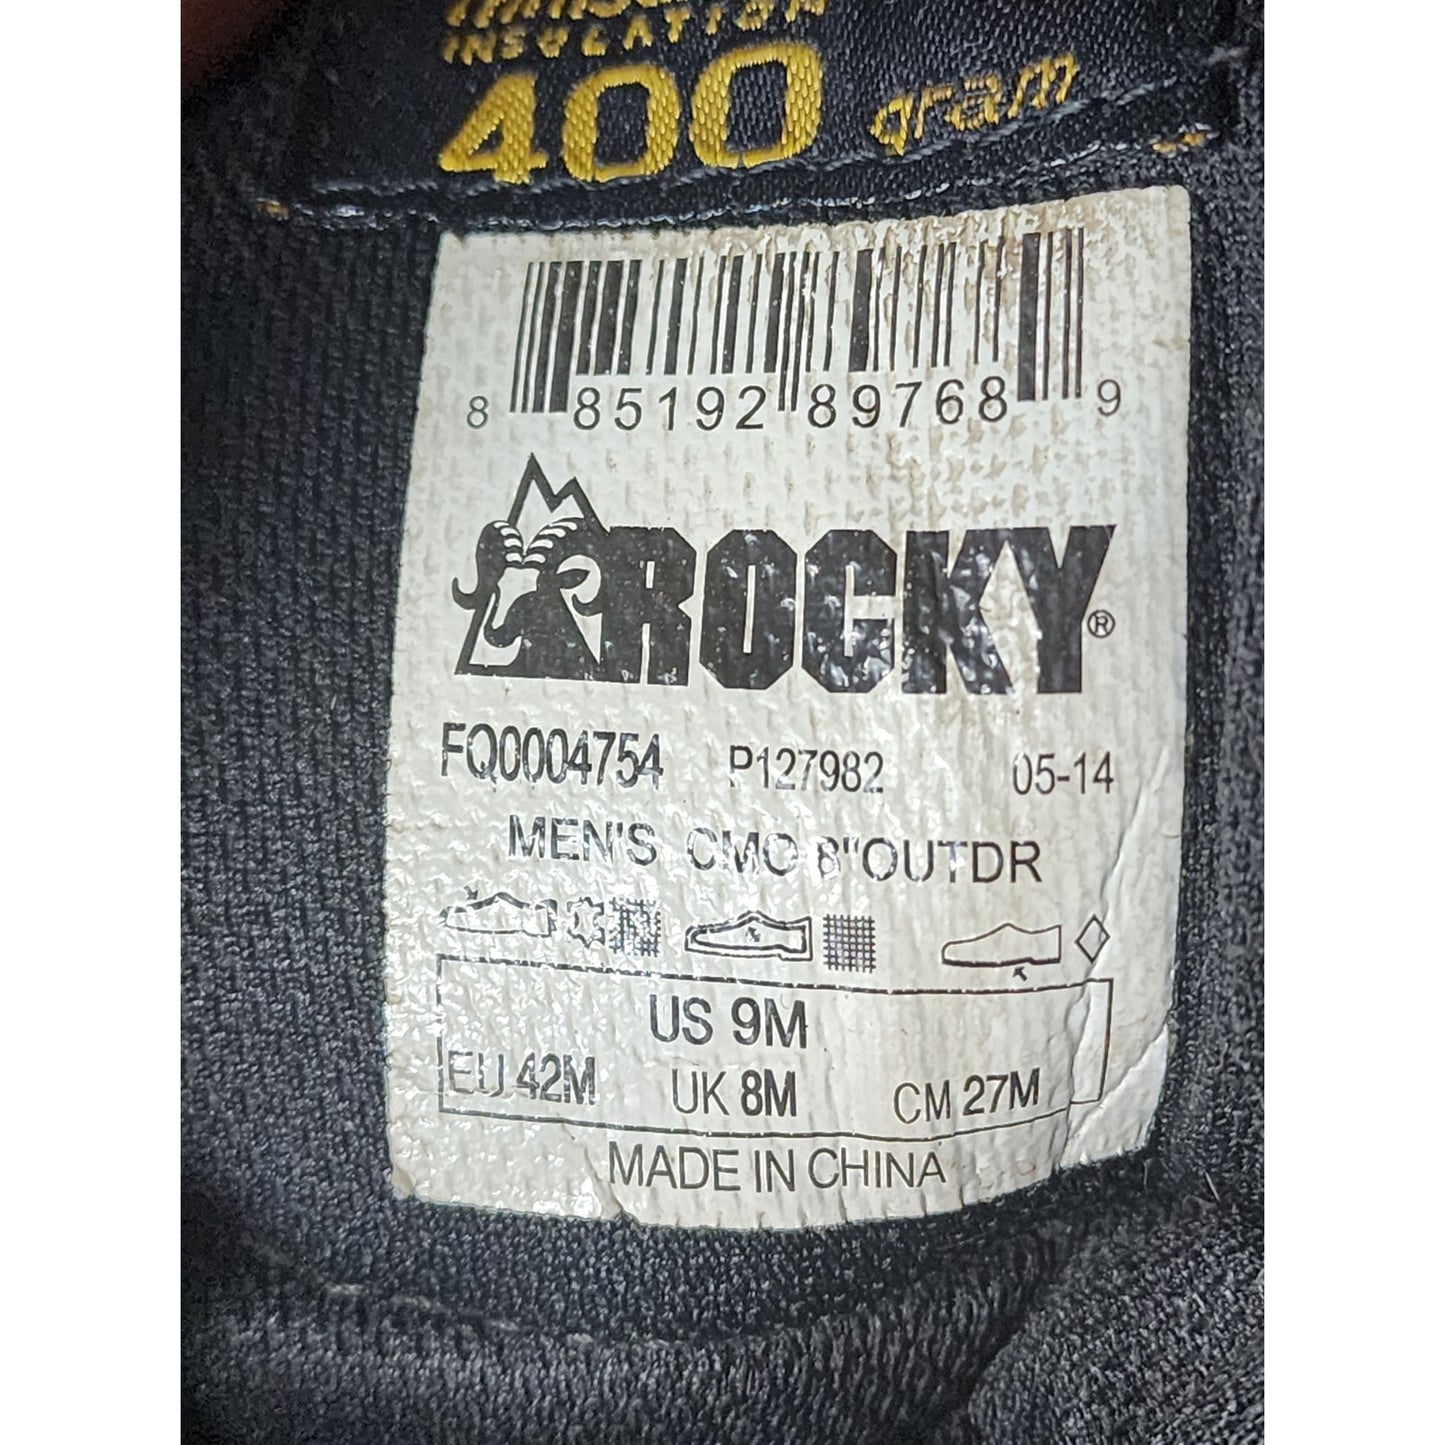 INSULATION
400 gram
8 85192 89768 9
ROCKY®
FQ0004754 P127982 05-14
MEN'S CMO 8"OUTDR
US 9M
EU 42M UK 8M CM 27M
MADE IN CHINA